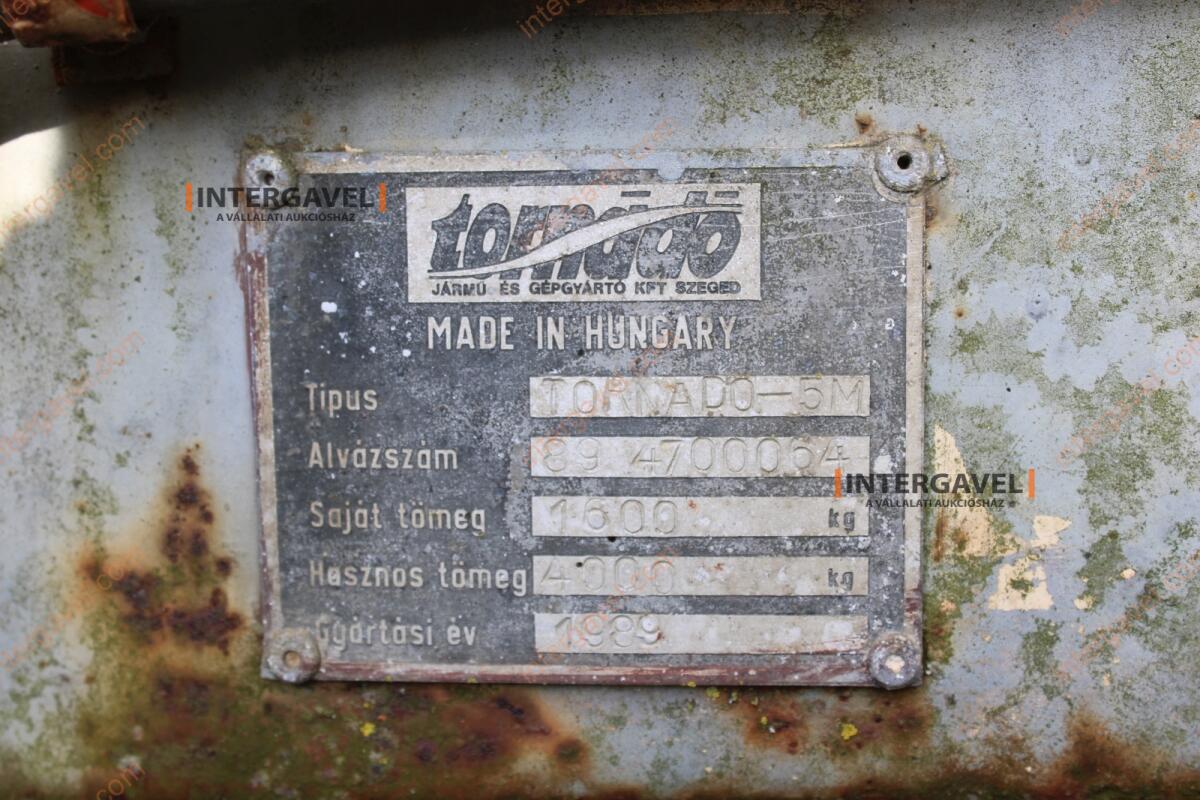 tornádó
JÁRMŰ ÉS GÉPGYÁRTÓ KFT SZEGED
MADE IN HUNGARY
Típus TORNADO-5M
Alvázszám 89 4700064
Saját tömeg 1600 kg
Hasznos tömeg 4000 kg
Gyártási év 1989
INTERGAVEL
A VÁLLALATI AUKCIÓSHÁZ
INTERGAVEL
A VÁLLALATI AUKCIÓSHÁZ